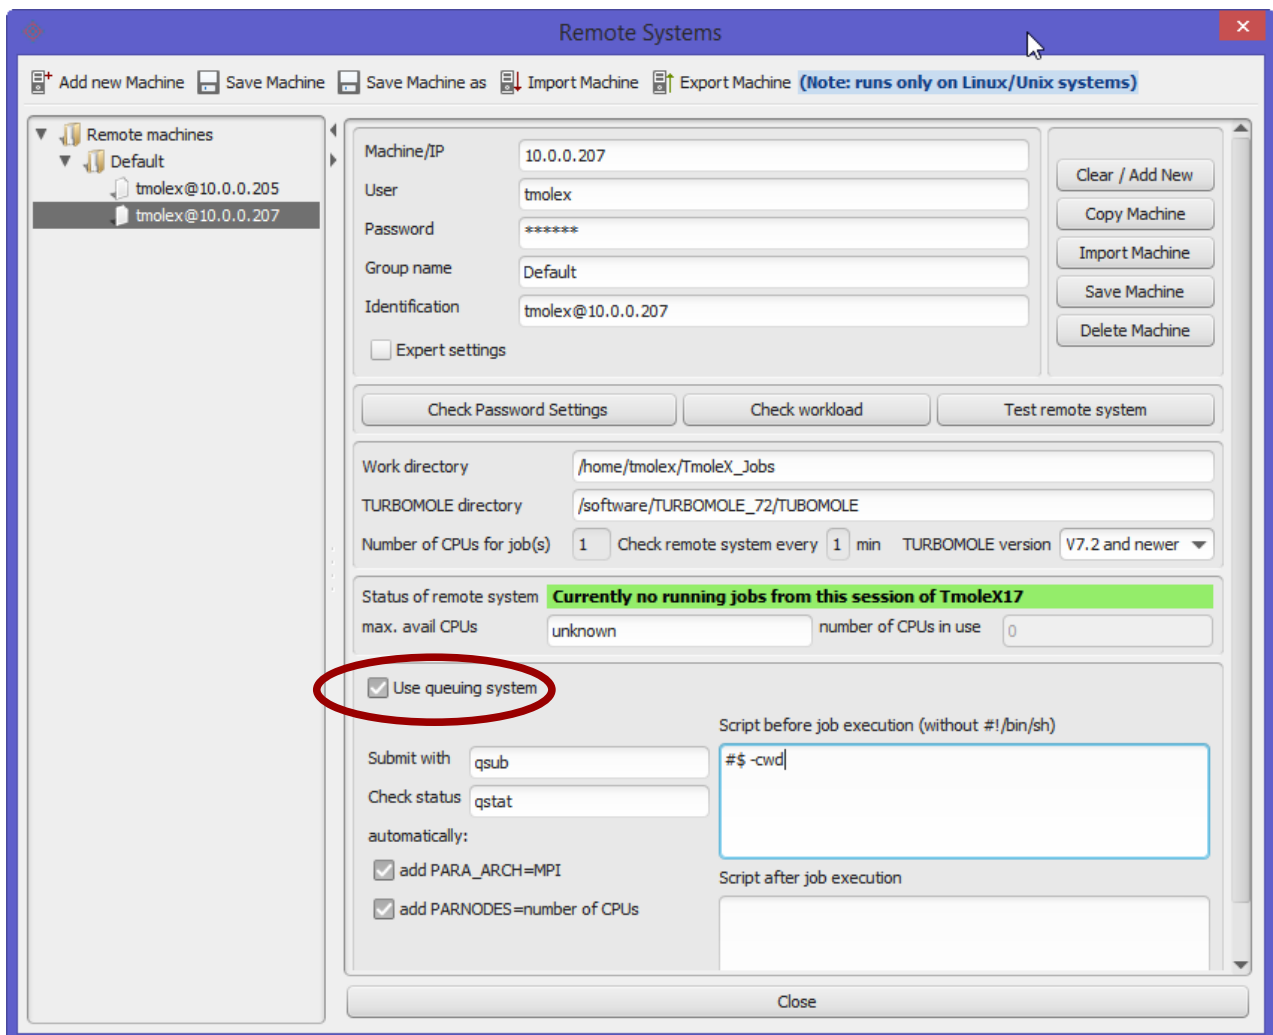 Remote Systems
Add new Machine Save Machine Save Machine as Import Machine Export Machine (Note: runs only on Linux/Unix systems)
Remote machines
Default
tmolex@10.0.0.205
tmolex@10.0.0.207
Machine/IP 10.0.0.207
User tmolex
Password ******
Group name Default
Identification tmolex@10.0.0.207
Expert settings
Clear / Add New
Copy Machine
Import Machine
Save Machine
Delete Machine
Check Password Settings Check workload Test remote system
Work directory /home/tmolex/TmoleX_Jobs
TURBOMOLE directory /software/TURBOMOLE_72/TUBOMOLE
Number of CPUs for job(s) 1 Check remote system every 1 min TURBOMOLE version V7.2 and newer
Status of remote system Currently no running jobs from this session of TmoleX17
max. avail CPUs unknown number of CPUs in use 0
Use queuing system
Submit with qsub
Check status qstat
automatically:
add PARA_ARCH=MPI
add PARNODES=number of CPUs
Script before job execution (without #!/bin/sh)
#$ -cwd
Script after job execution
Close